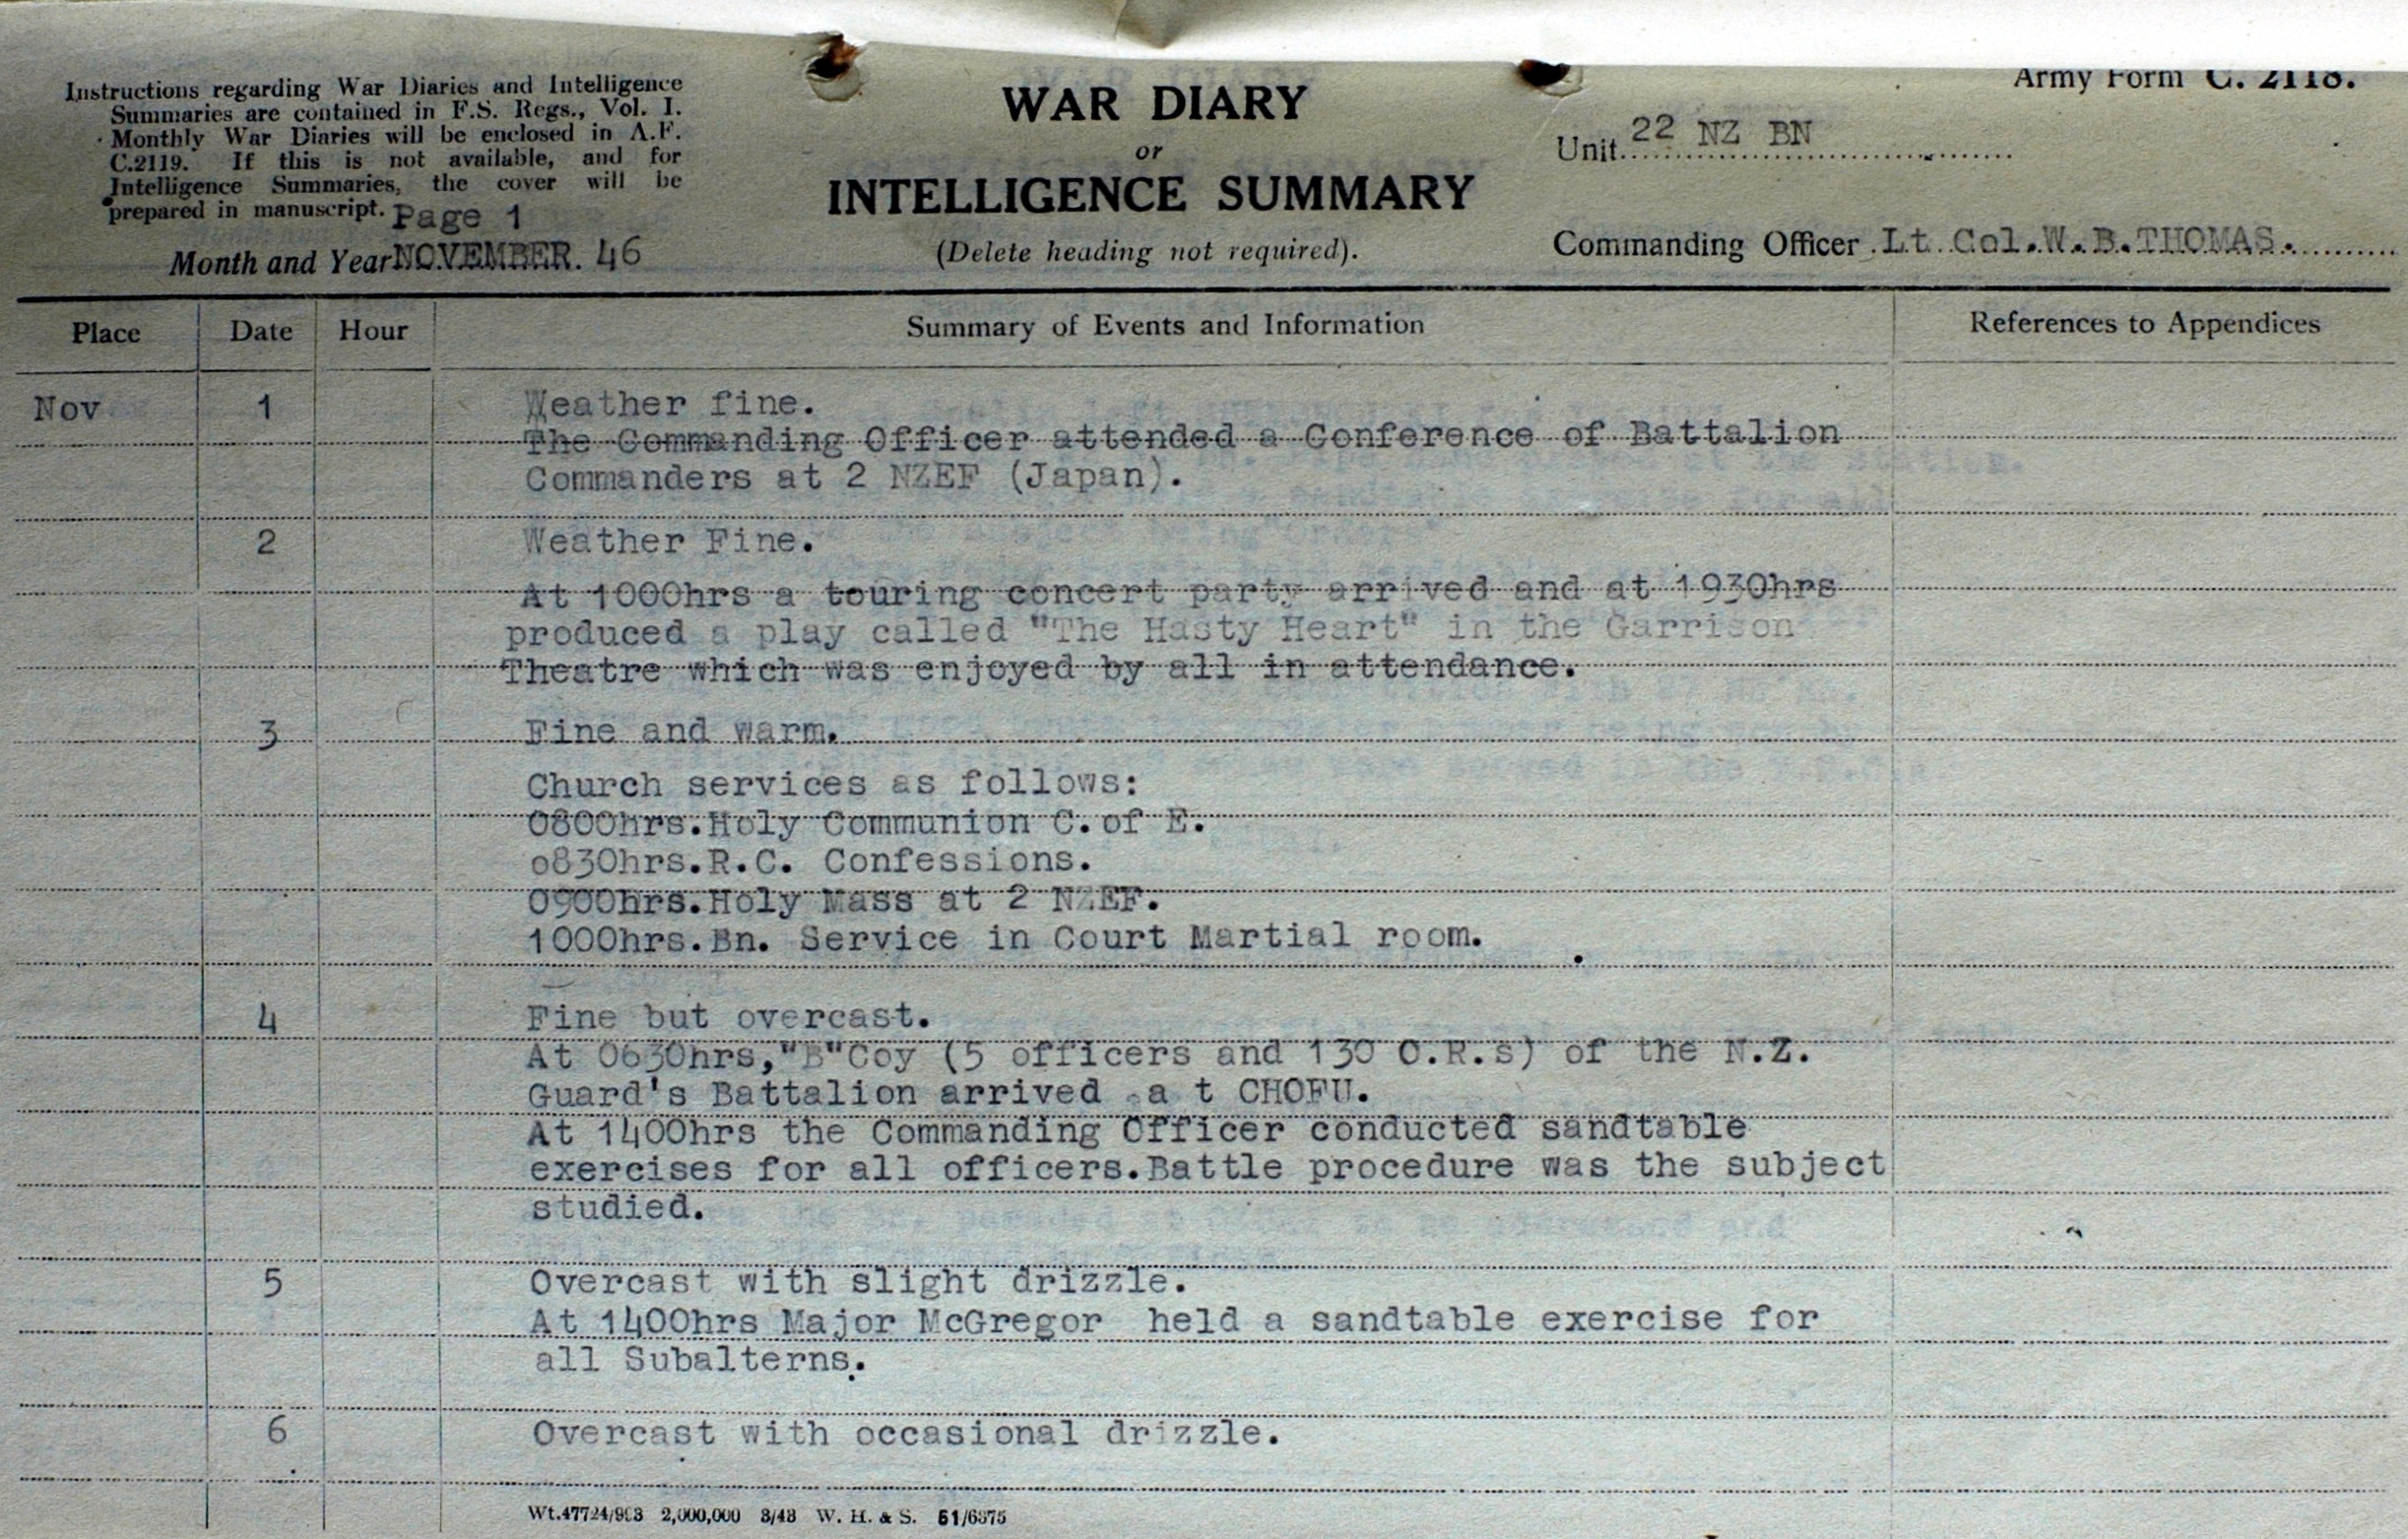 Instructions regarding War Diaries and Intelligence
Summaries are contained in F.S. Regs., Vol. I.
Monthly War Diaries will be enclosed in A.F.
C.2119. If this is not available, and for
Intelligence Summaries, the cover will be
prepared in manuscript. Page 1
Month and Year NOVEMBER. 46
WAR DIARY
or
INTELLIGENCE SUMMARY
(Delete heading not required).
Army Form C. 2118.
Unit 22 NZ BN
Commanding Officer Lt Col.W.B.THOMAS.
Place Date Hour Summary of Events and Information References to Appendices
Nov 1 Weather fine.
The Commanding Officer attended a Conference of Battalion
Commanders at 2 NZEF (Japan).
2 Weather Fine.
At 1000hrs a touring concert party arrived and at 1930hrs
produced a play called "The Hasty Heart" in the Garrison
Theatre which was enjoyed by all in attendance.
3 Fine and warm.
Church services as follows:
0800hrs.Holy Communion C.of E.
o830hrs.R.C. Confessions.
0900hrs.Holy Mass at 2 NZEF.
1000hrs.Bn. Service in Court Martial room.
4 Fine but overcast.
At 0630hrs,"B"Coy (5 officers and 130 O.R.s) of the N.Z.
Guard's Battalion arrived a t CHOFU.
At 1400hrs the Commanding Officer conducted sandtable
exercises for all officers.Battle procedure was the subject
studied.
5 Overcast with slight drizzle.
At 1400hrs Major McGregor held a sandtable exercise for
all Subalterns.
6 Overcast with occasional drizzle.
2,000,000 3/43 W. H. & S.